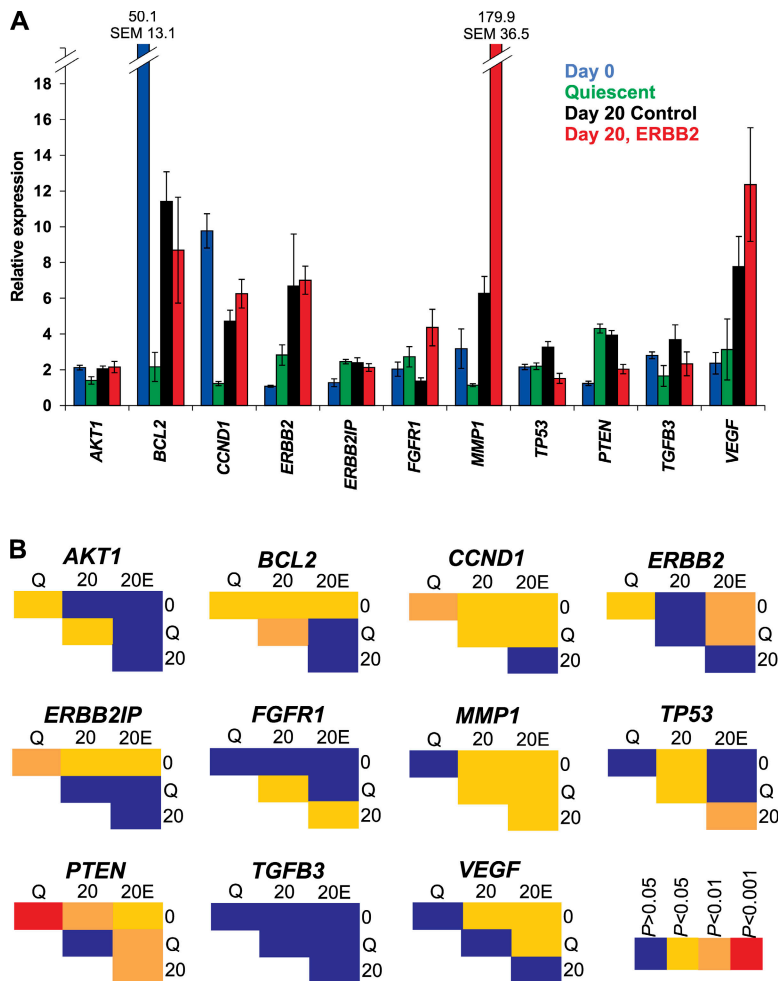 A
50.1
SEM 13.1
179.9
SEM 36.5
Day 0
Quiescent
Day 20 Control
Day 20, ERBB2
Relative expression
18
16
14
12
10
8
6
4
2
0
AKT1
BCL2
CCND1
ERBB2
ERBB2IP
FGFR1
MMP1
TP53
PTEN
TGFB3
VEGF
B
AKT1
Q 20 20E
0
Q
20
BCL2
Q 20 20E
0
Q
20
CCND1
Q 20 20E
0
Q
20
ERBB2
Q 20 20E
0
Q
20
ERBB2IP
Q 20 20E
0
Q
20
FGFR1
Q 20 20E
0
Q
20
MMP1
Q 20 20E
0
Q
20
TP53
Q 20 20E
0
Q
20
PTEN
Q 20 20E
0
Q
20
TGFB3
Q 20 20E
0
Q
20
VEGF
Q 20 20E
0
Q
20
P>0.05
P<0.05
P<0.01
P<0.001